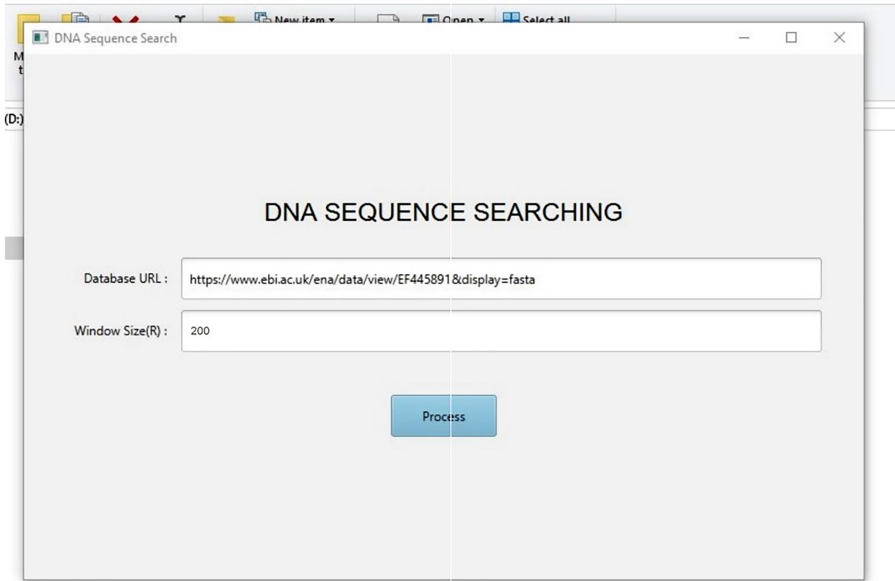 New item
Open
Select all
M
t
DNA Sequence Search
(D:)
DNA SEQUENCE SEARCHING
Database URL :
https://www.ebi.ac.uk/ena/data/view/EF445891&display=fasta
Window Size(R) :
200
Process